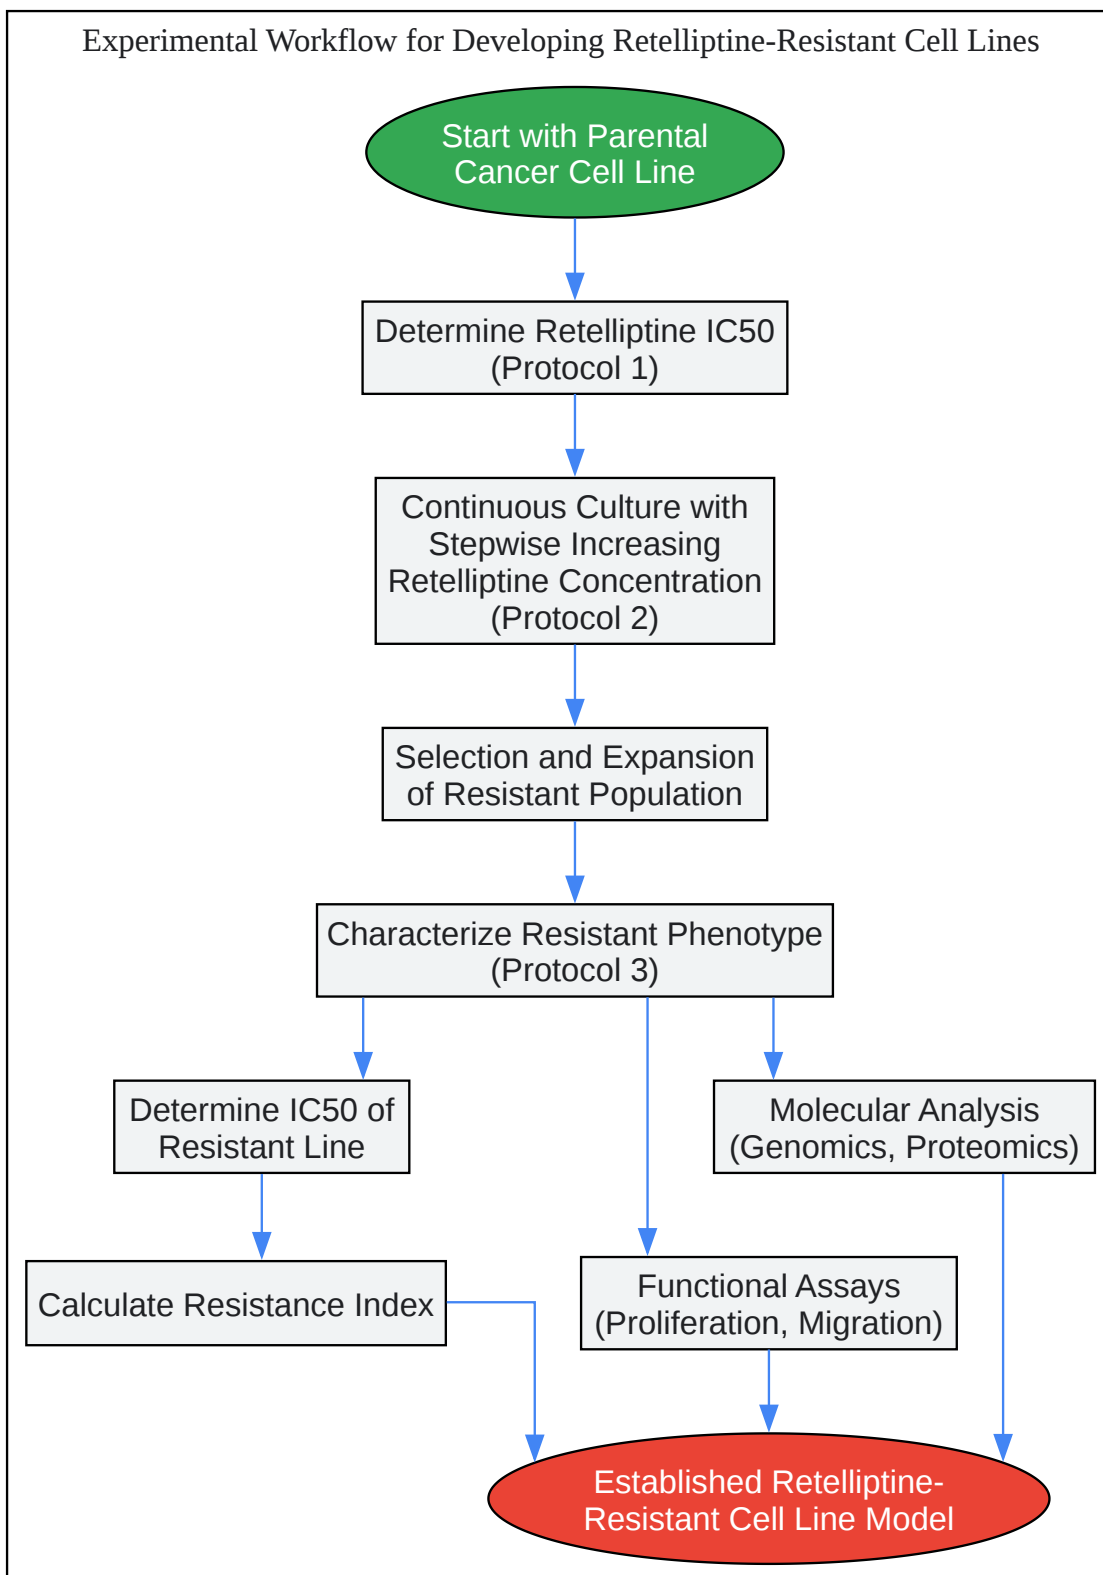 Experimental Workflow for Developing Retelliptine-Resistant Cell Lines
Start with Parental
Cancer Cell Line
Determine Retelliptine IC50
(Protocol 1)
Continuous Culture with
Stepwise Increasing
Retelliptine Concentration
(Protocol 2)
Selection and Expansion
of Resistant Population
Characterize Resistant Phenotype
(Protocol 3)
Determine IC50 of
Resistant Line
Molecular Analysis
(Genomics, Proteomics)
Calculate Resistance Index
Functional Assays
(Proliferation, Migration)
Established Retelliptine-
Resistant Cell Line Model